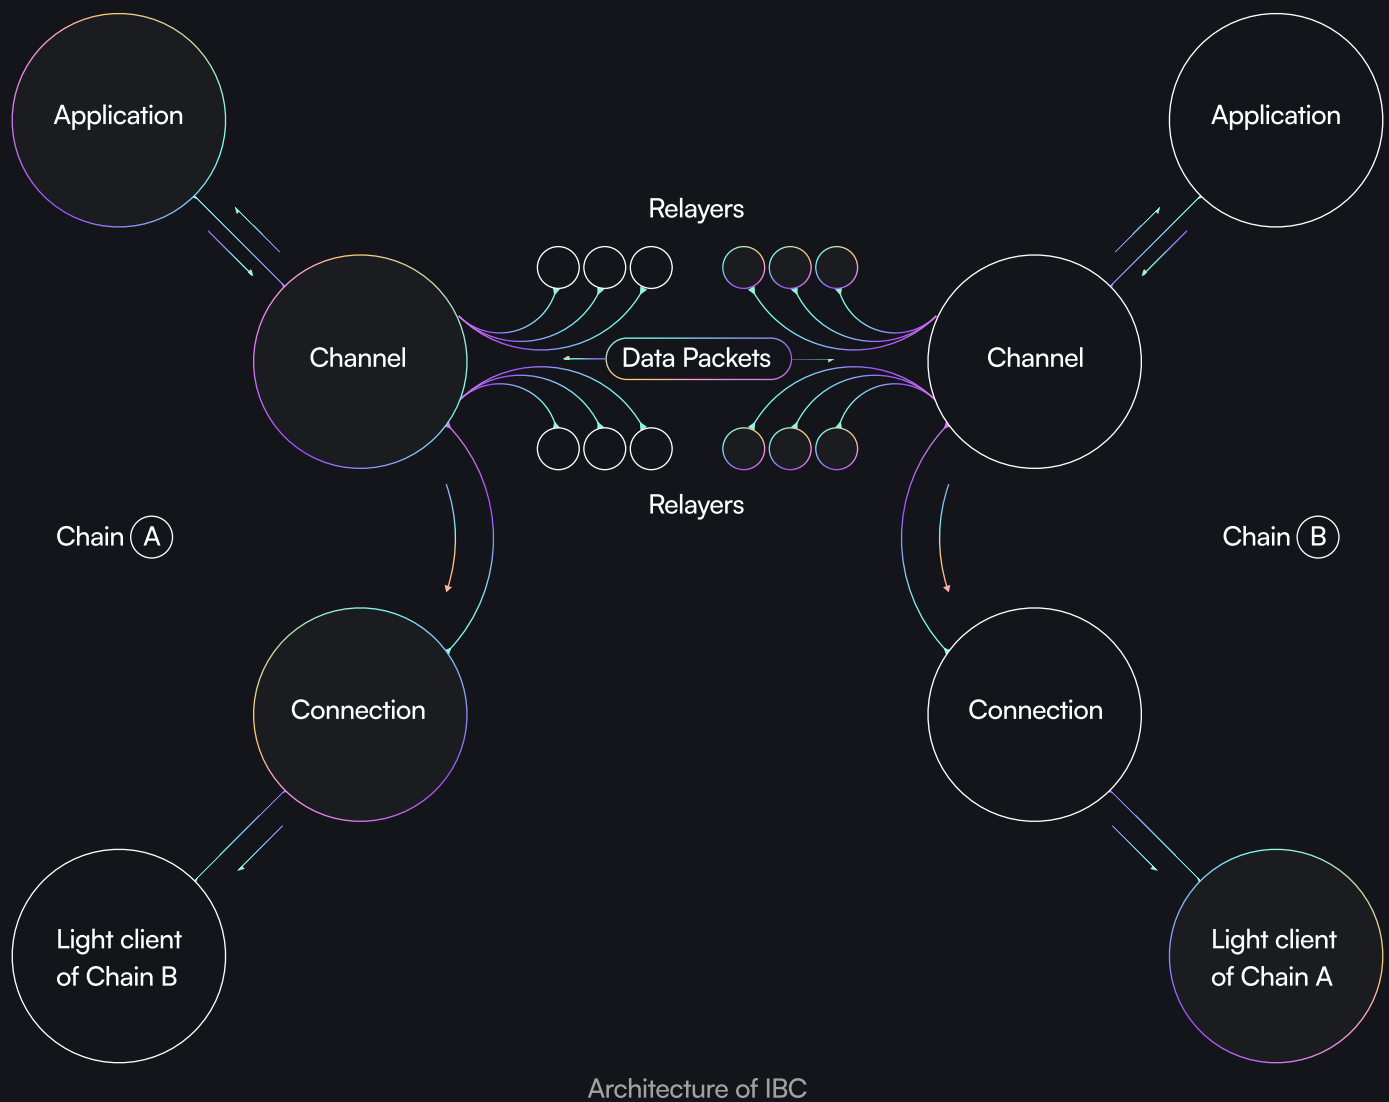 Application
Application
Relayers
Channel
Data Packets
Channel
Relayers
Chain A
Chain B
Connection
Connection
Light client
of Chain B
Light client
of Chain A
Architecture of IBC